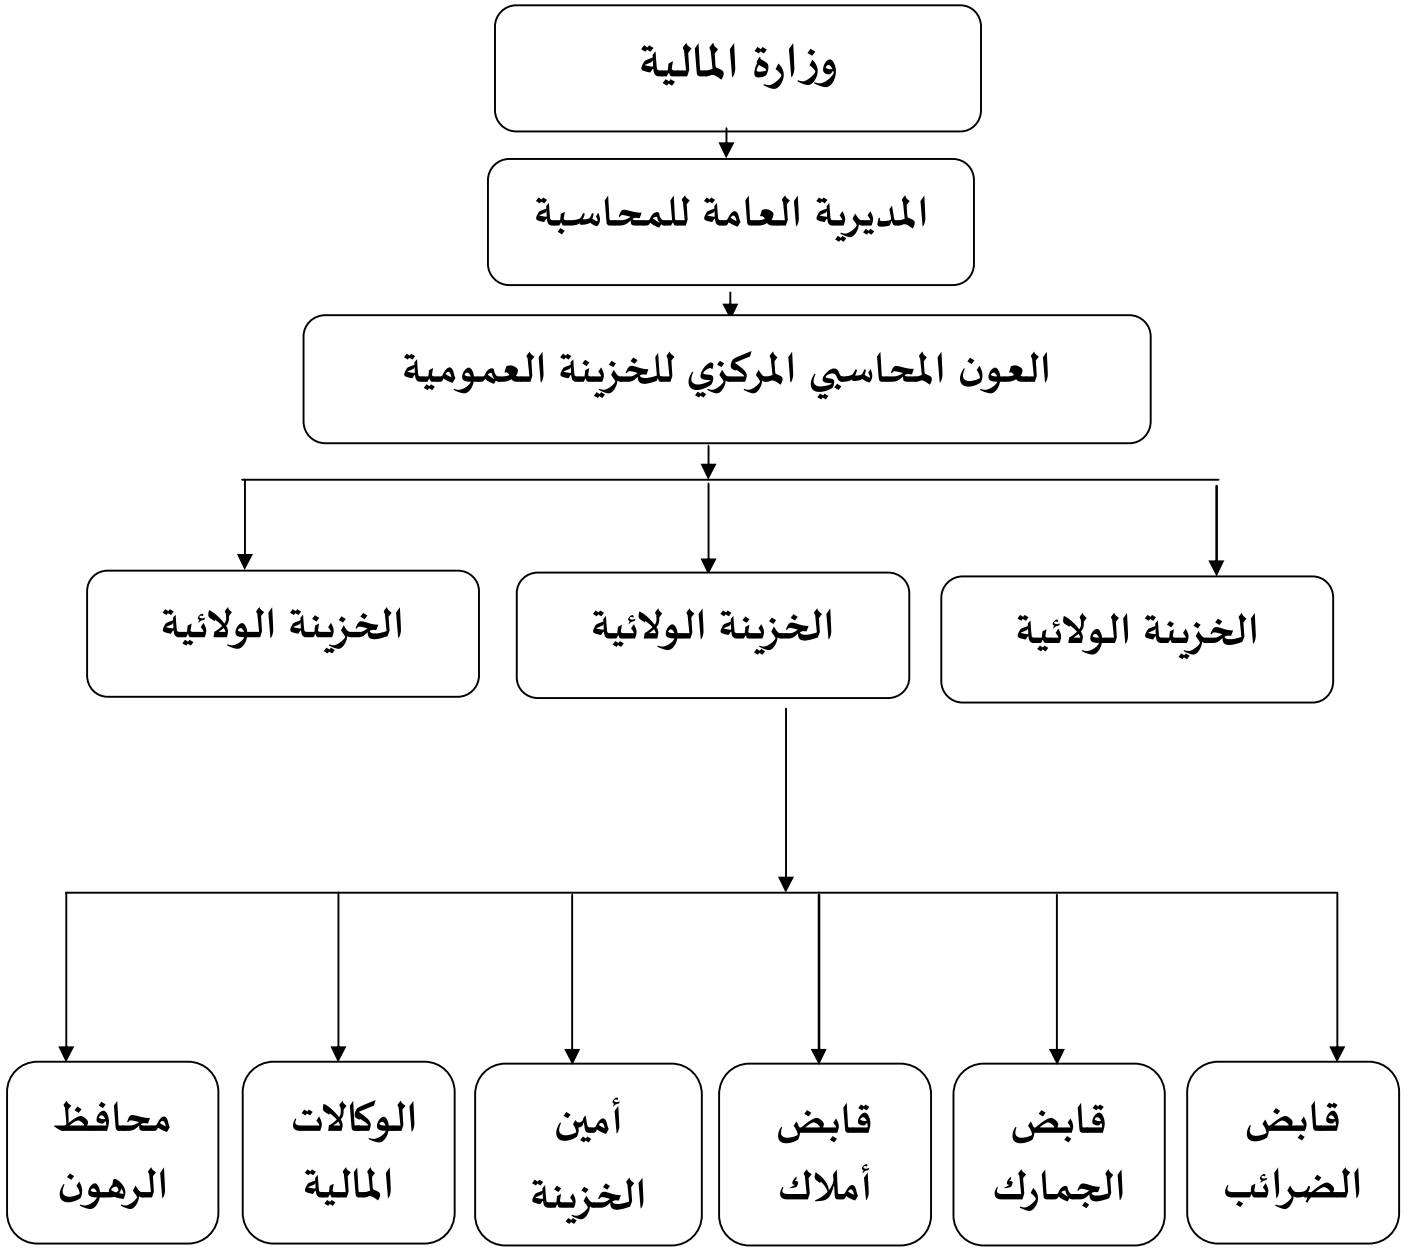 وزارة المالية
المديرية العامة للمحاسبة
العون المحاسبي المركزي للخزينة العمومية
الخزينة الولائية
الخزينة الولائية
الخزينة الولائية
قابض
الضرائب
قابض
الجمارك
قابض
أملاك
أمين
الخزينة
الوكالات
المالية
محافظ
الرهون